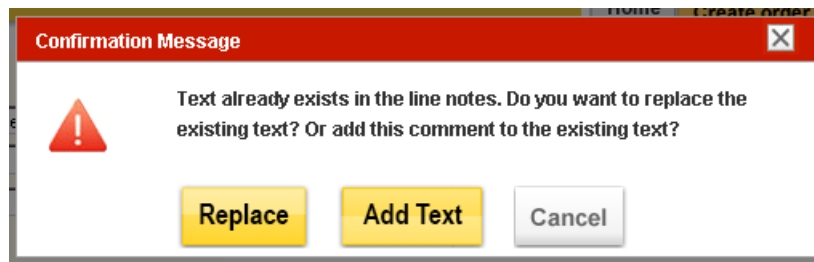 Home Create order
Confirmation Message
Text already exists in the line notes. Do you want to replace the
existing text? Or add this comment to the existing text?
Replace Add Text Cancel